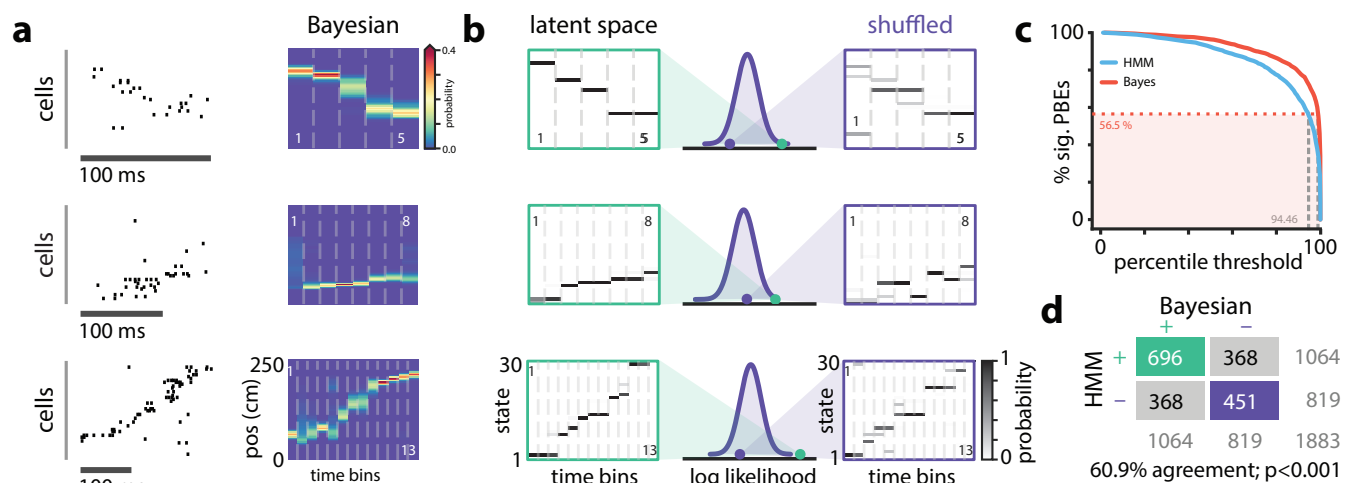 a
Bayesian
cells
100 ms
0.4
probability
0.0
1
5
cells
100 ms
1
8
cells
250
pos (cm)
0
1
13
time bins
b
latent space
shuffled
1
5
1
5
1
8
1
8
30
state
1
1
13
time bins
log likelihood
30
state
1
1
13
time bins
1
probability
0
c
100
% sig. PBEs
0
HMM
Bayes
56.5 %
94.46
0
100
percentile threshold
d
Bayesian
+ −
HMM
+ 696 368 1064
− 368 451 819
1064 819 1883
60.9% agreement; p<0.001